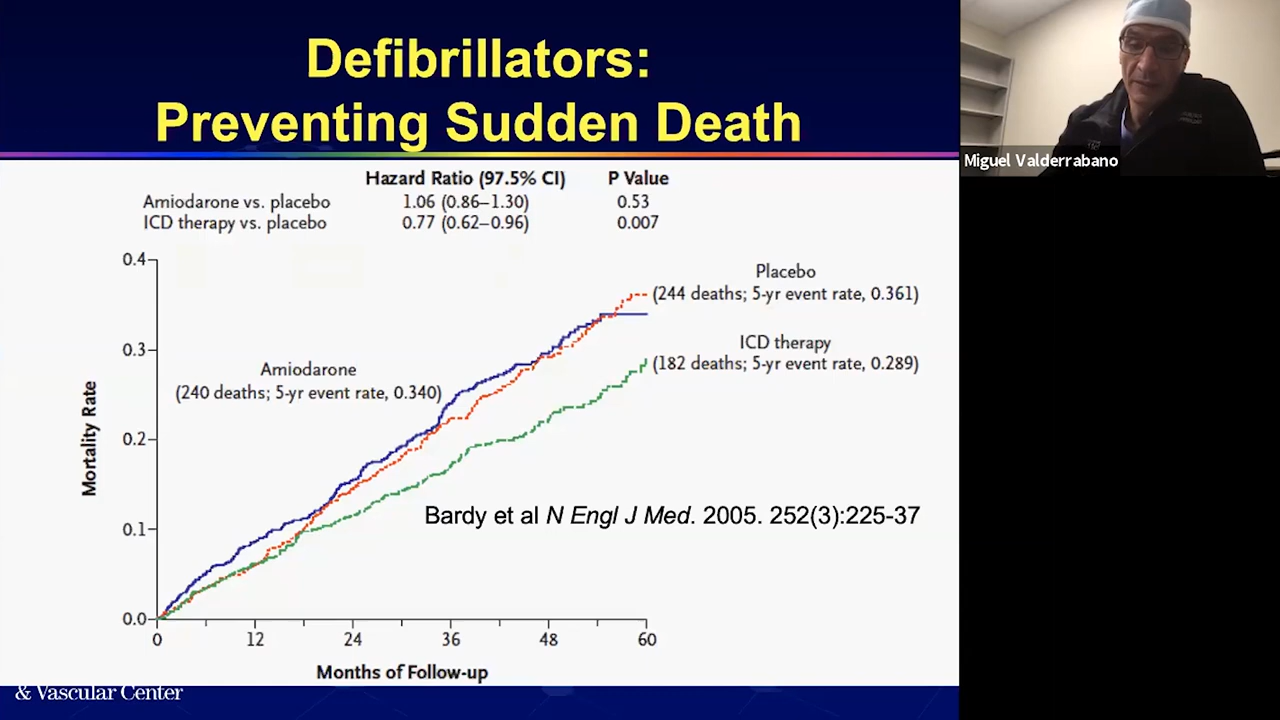 Defibrillators:
Preventing Sudden Death
Miguel Valderrabano
Hazard Ratio (97.5% CI) P Value
Amiodarone vs. placebo 1.06 (0.86–1.30) 0.53
ICD therapy vs. placebo 0.77 (0.62–0.96) 0.007
0.4
Placebo
(244 deaths; 5-yr event rate, 0.361)
ICD therapy
(182 deaths; 5-yr event rate, 0.289)
0.3
Amiodarone
(240 deaths; 5-yr event rate, 0.340)
Mortality Rate
0.2
Bardy et al N Engl J Med. 2005. 252(3):225-37
0.1
0.0
0 12 24 36 48 60
Months of Follow-up
& Vascular Center